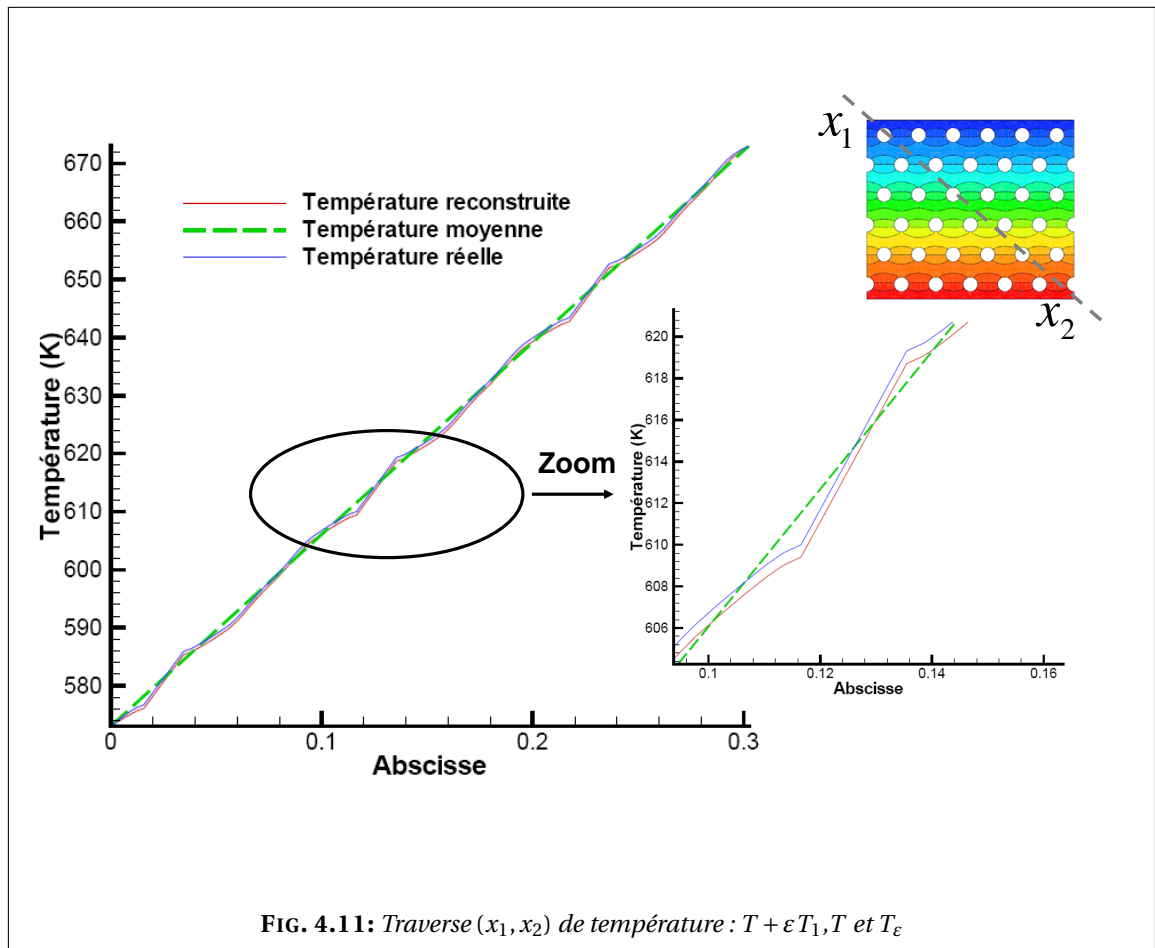 670
660
650
640
630
620
610
600
590
580
Température (K)
0
0.1
0.2
0.3
Abscisse
Température reconstruite
Température moyenne
Température réelle
Zoom
x₁
x₂
620
618
616
614
612
610
608
606
Température (K)
0.1
0.12
0.14
0.16
Abscisse
FIG. 4.11: Traverse (x₁, x₂) de température : T + εT₁, T et Tε